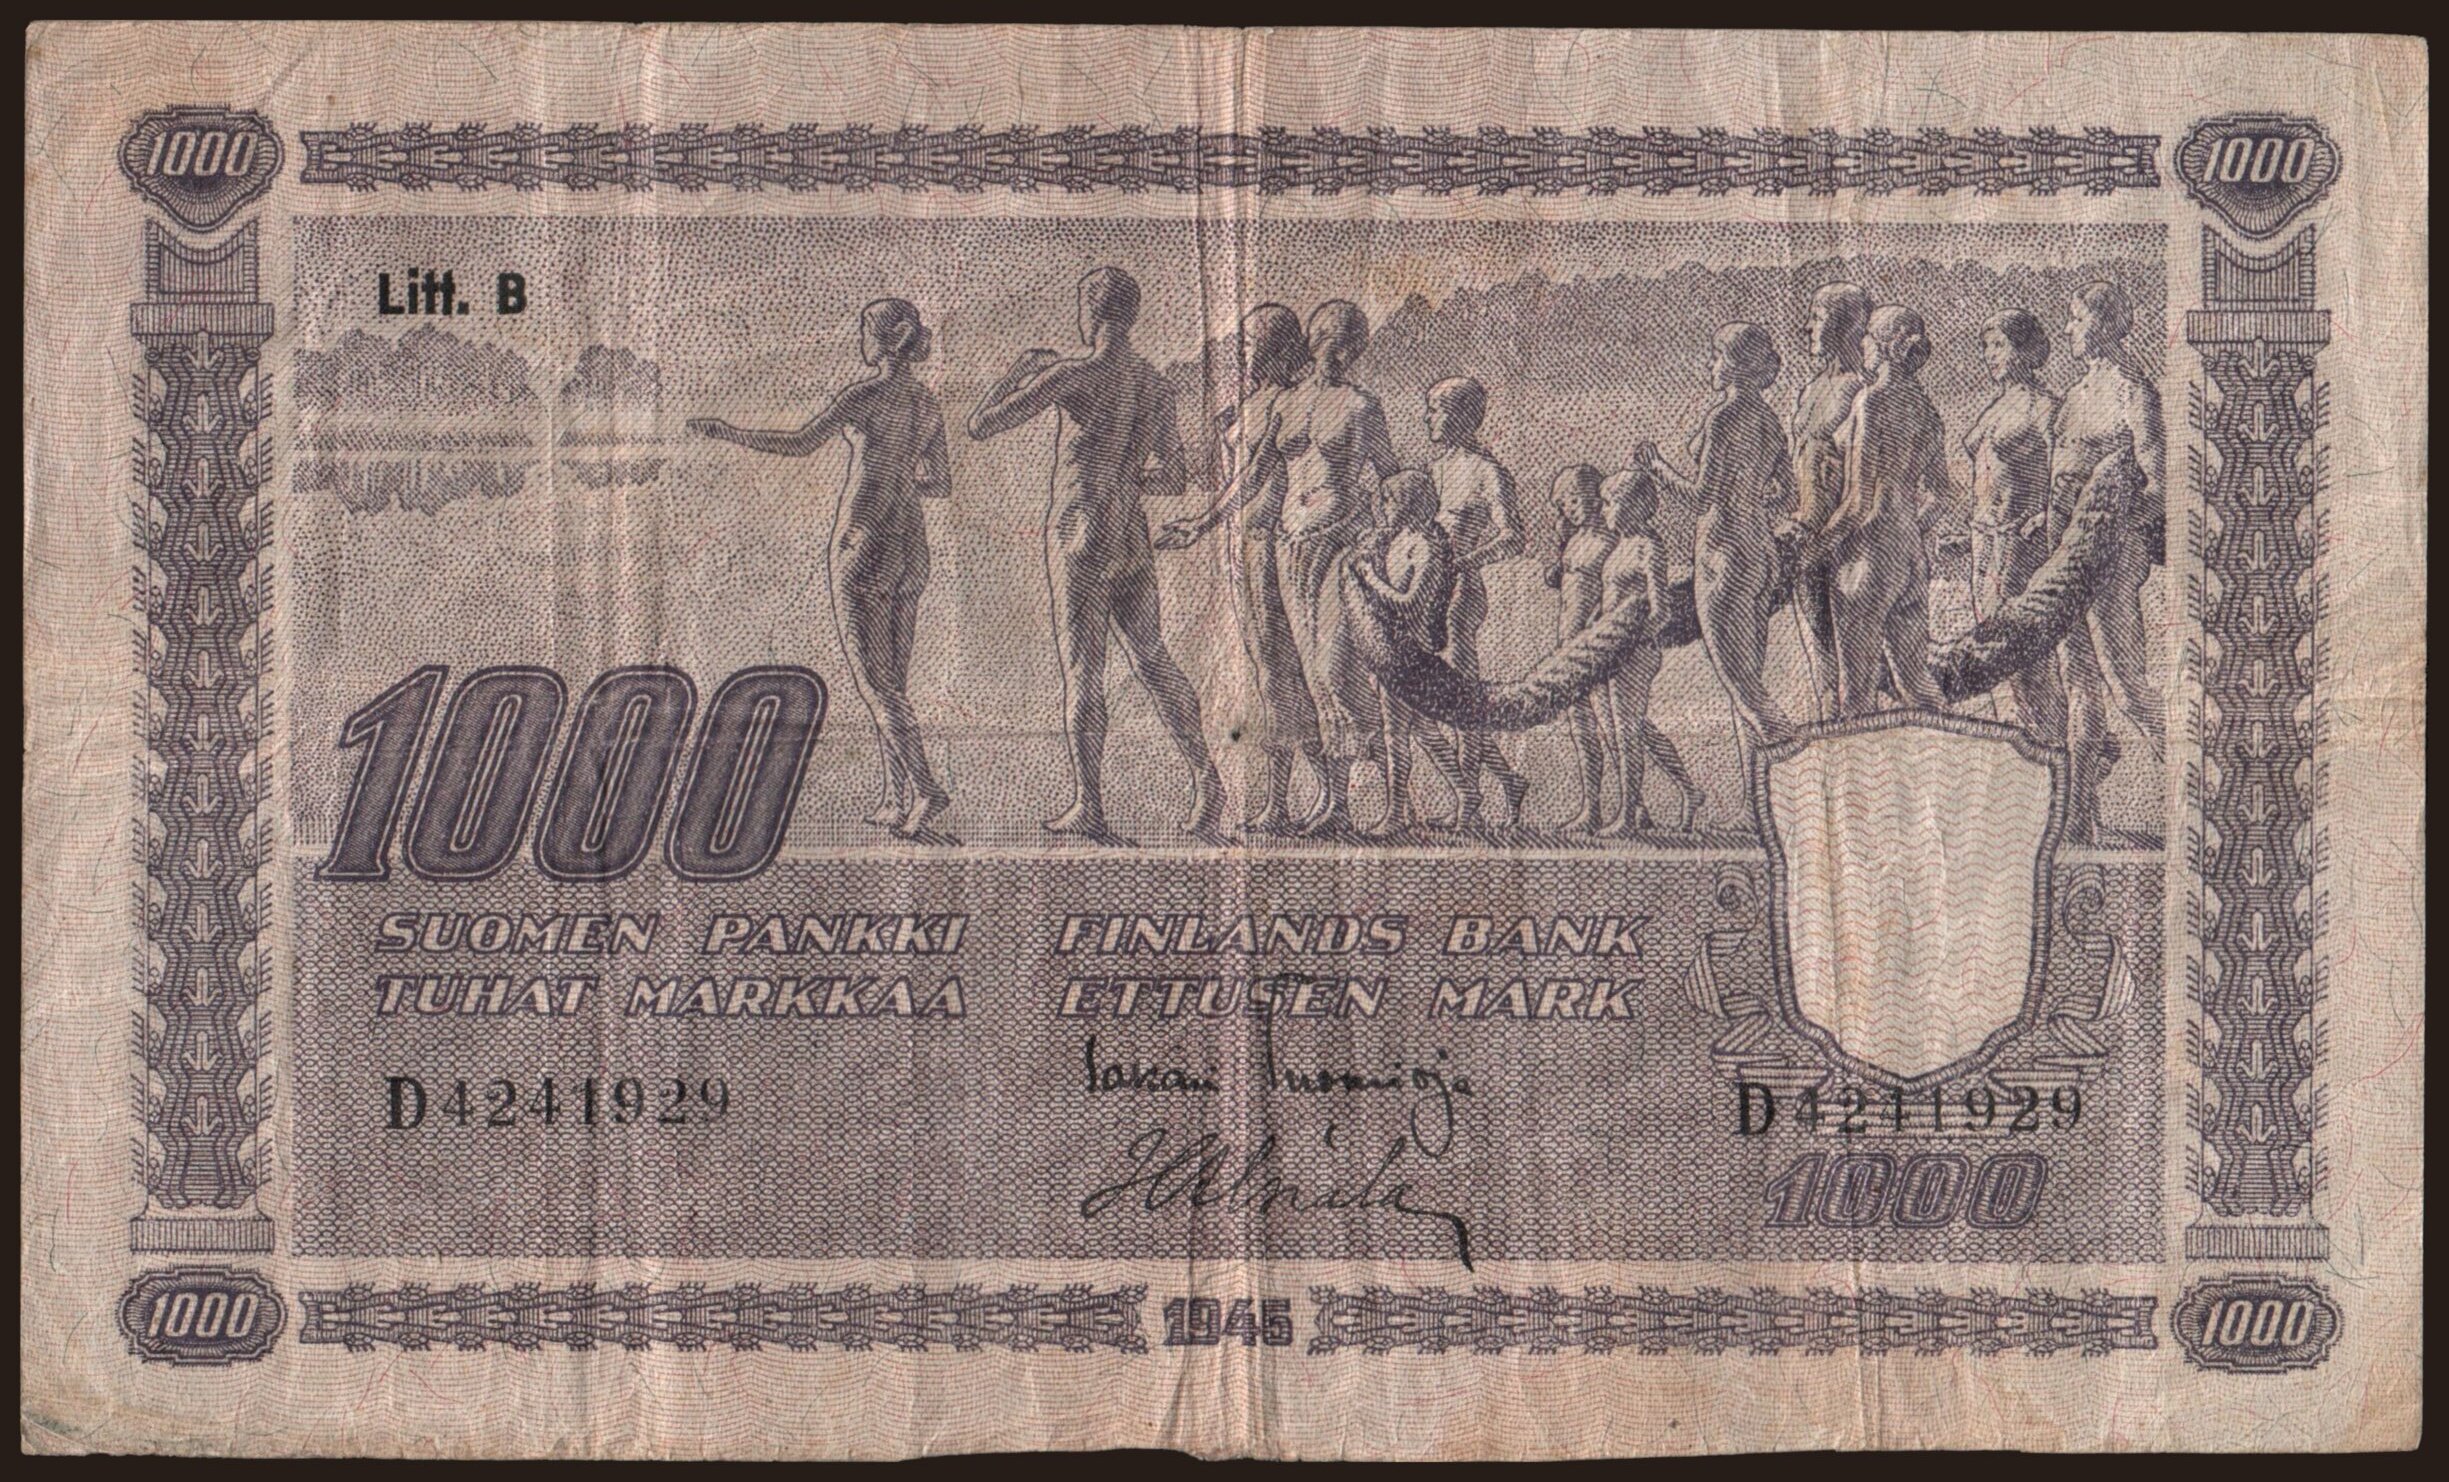 1000 1000
Litt. B
1000
SUOMEN PANKKI FINLANDS BANK
TUHAT MARKKAA ETTUSEN MARK
D4241929 D4241929
1000
1000 1945 1000